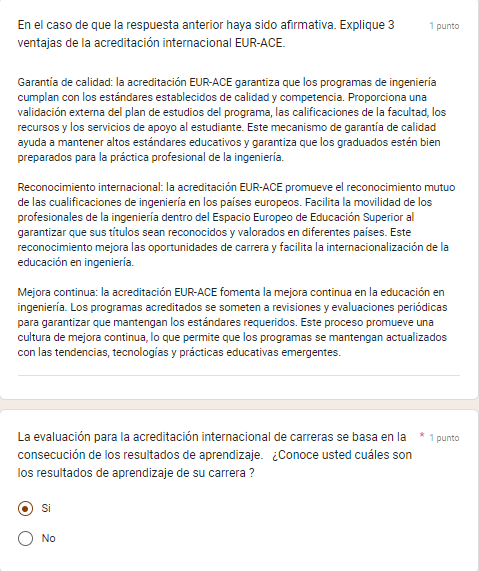 En el caso de que la respuesta anterior haya sido afirmativa. Explique 3
1 punto
ventajas de la acreditación internacional EUR-ACE.
Garantía de calidad: la acreditación EUR-ACE garantiza que los programas de ingeniería
cumplan con los estándares establecidos de calidad y competencia. Proporciona una
validación externa del plan de estudios del programa, las calificaciones de la facultad, los
recursos y los servicios de apoyo al estudiante. Este mecanismo de garantía de calidad
ayuda a mantener altos estándares educativos y garantiza que los graduados estén bien
preparados para la práctica profesional de la ingeniería.
Reconocimiento internacional: la acreditación EUR-ACE promueve el reconocimiento mutuo
de las cualificaciones de ingeniería en los países europeos. Facilita la movilidad de los
profesionales de la ingeniería dentro del Espacio Europeo de Educación Superior al
garantizar que sus títulos sean reconocidos y valorados en diferentes países. Este
reconocimiento mejora las oportunidades de carrera y facilita la internacionalización de la
educación en ingeniería.
Mejora continua: la acreditación EUR-ACE fomenta la mejora continua en la educación en
ingeniería. Los programas acreditados se someten a revisiones y evaluaciones periódicas
para garantizar que mantengan los estándares requeridos. Este proceso promueve una
cultura de mejora continua, lo que permite que los programas se mantengan actualizados
con las tendencias, tecnologías y prácticas educativas emergentes.
La evaluación para la acreditación internacional de carreras se basa en la
* 1 punto
consecución de los resultados de aprendizaje. ¿Conoce usted cuáles son
los resultados de aprendizaje de su carrera ?
Si
No